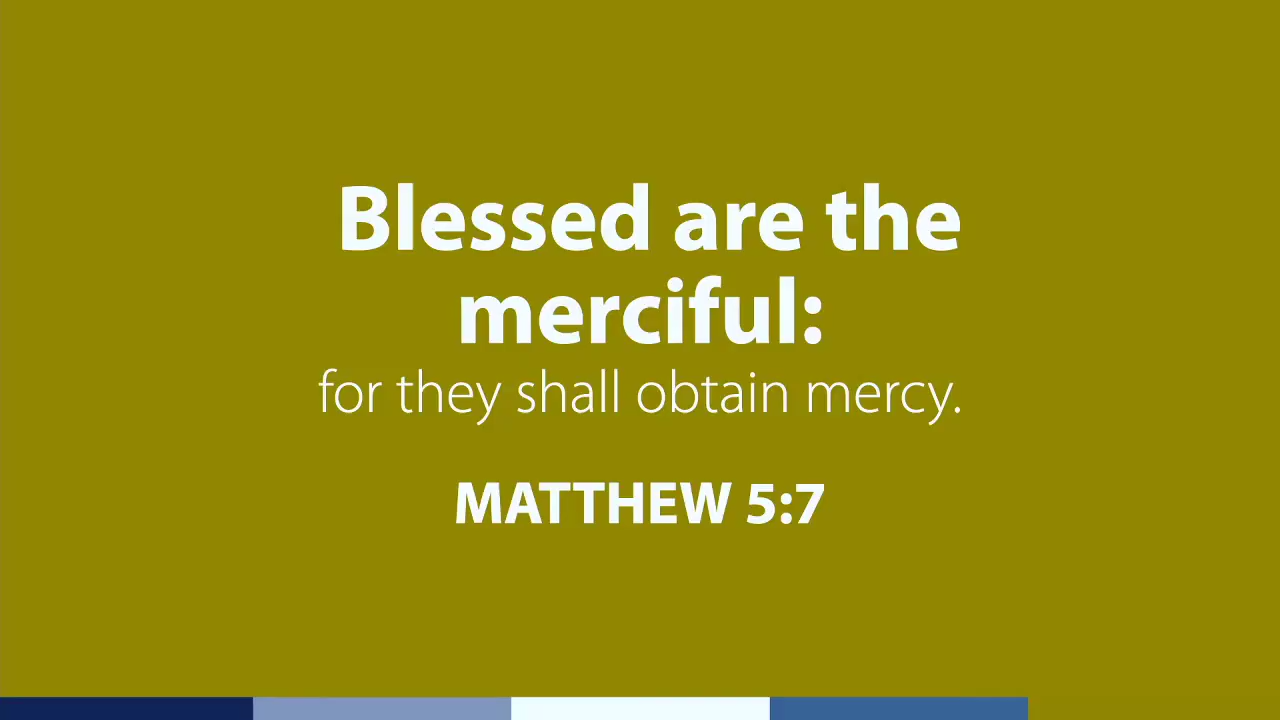 Blessed are the
merciful:
for they shall obtain mercy.
MATTHEW 5:7